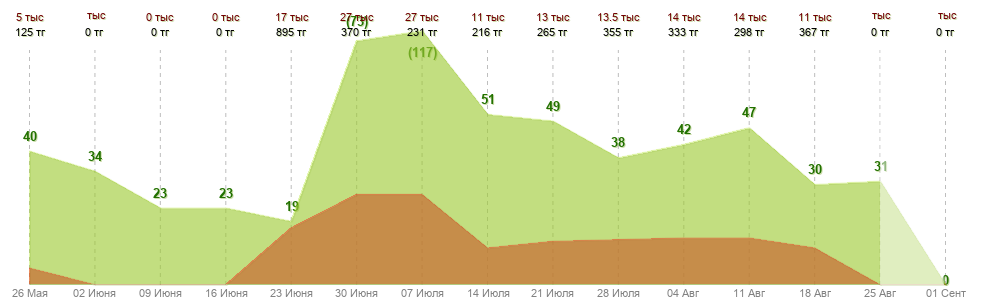 5 тыс тыс 0 тыс 0 тыс 17 тыс 27 тыс 27 тыс 11 тыс 13 тыс 13.5 тыс 14 тыс 14 тыс 11 тыс тыс тыс
125 тг 0 тг 0 тг 0 тг 895 тг 370 тг 231 тг 216 тг 265 тг 355 тг 333 тг 298 тг 367 тг 0 тг 0 тг
(75)
(117)
40 34 23 23 19 51 49 38 42 47 30 31 0
26 Мая 02 Июня 09 Июня 16 Июня 23 Июня 30 Июня 07 Июля 14 Июля 21 Июля 28 Июля 04 Авг 11 Авг 18 Авг 25 Авг 01 Сент